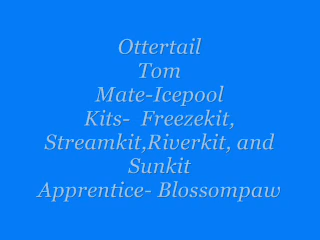 Ottertail
Tom
Mate-Icepool
Kits-  Freezekit,
Streamkit,Riverkit, and
Sunkit
Apprentice- Blossompaw